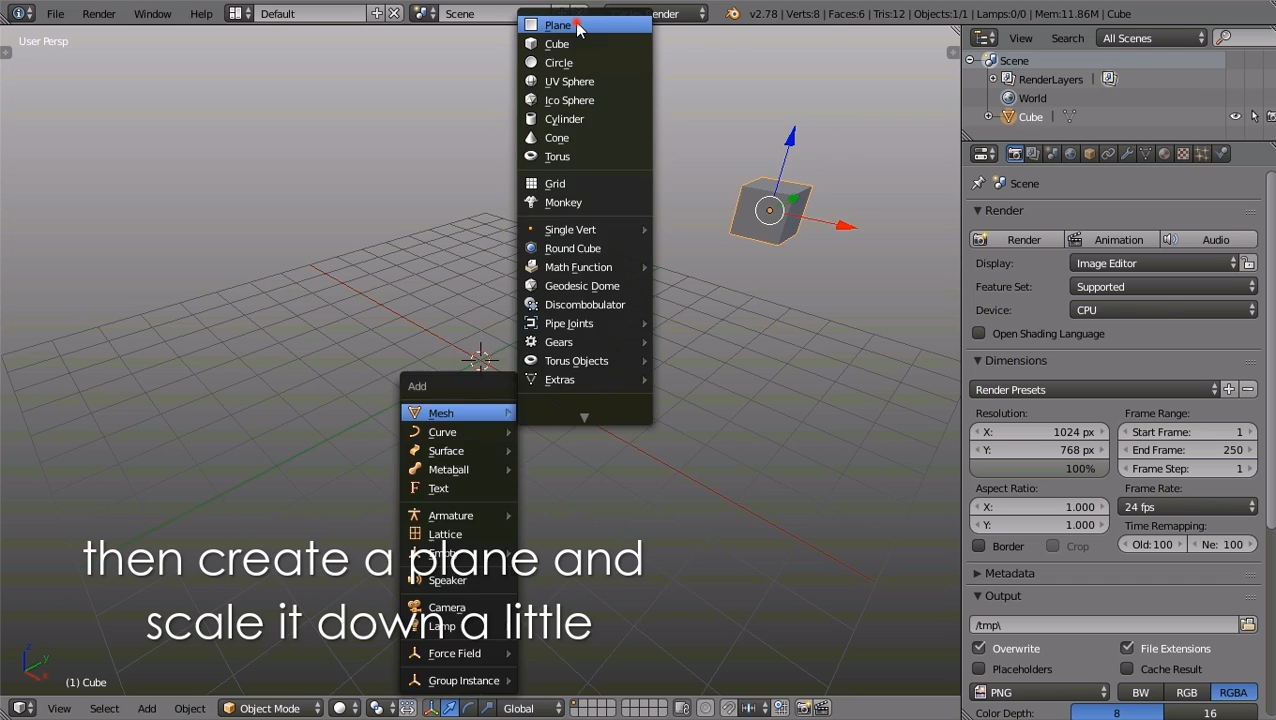 File
Render
Window
Help
Default
Scene
Render
v2.78 | Verts:8 | Faces:6 | Tris:12 | Objects:1/1 | Lamps:0/0 | Mem:11.86M | Cube
User Persp
Plane
Cube
Circle
UV Sphere
Ico Sphere
Cylinder
Cone
Torus
Grid
Monkey
Single Vert
Round Cube
Math Function
Geodesic Dome
Discombobulator
Pipe Joints
Gears
Torus Objects
Extras
Add
Mesh
Curve
Surface
Metaball
Text
Armature
Lattice
Speaker
Camera
Lamp
Force Field
Group Instance
then create a plane and
scale it down a little
(1) Cube
View
Select
Add
Object
Object Mode
Global
View
Search
All Scenes
Scene
RenderLayers
World
Cube
Scene
Render
Render
Animation
Audio
Display:
Image Editor
Feature Set:
Supported
Device:
CPU
Open Shading Language
Dimensions
Render Presets
Resolution:
Frame Range:
X: 1024 px
Start Frame: 1
Y: 768 px
End Frame: 250
100%
Frame Step: 1
Aspect Ratio:
Frame Rate:
X: 1.000
24 fps
Y: 1.000
Time Remapping:
Border
Crop
Old:100
Ne: 100
Metadata
Output
/tmp\
Overwrite
File Extensions
Placeholders
Cache Result
PNG
BW
RGB
RGBA
Color Depth:
8
16